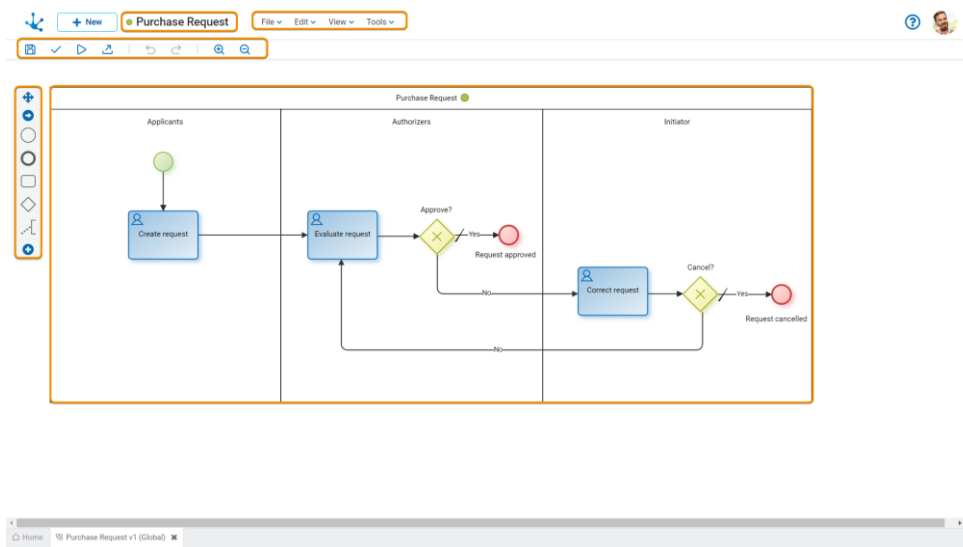 New
Purchase Request
File
Edit
View
Tools
?
Purchase Request
Applicants
Authorizers
Initiator
Create request
Evaluate request
Approve?
Yes
Request approved
No
Correct request
Cancel?
Yes
Request cancelled
No
Home
Purchase Request v1 (Global)